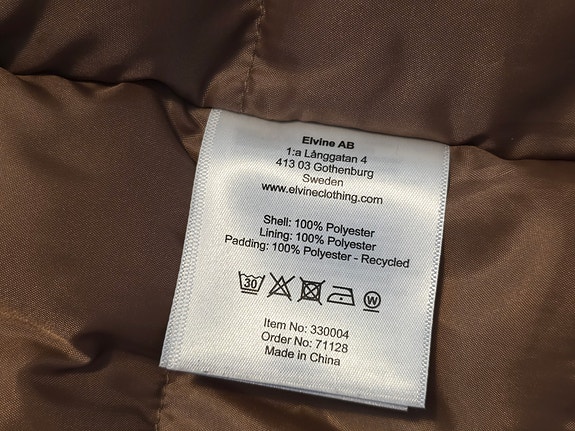 Elvine AB
1:a Långgatan 4
413 03 Gothenburg
Sweden
www.elvineclothing.com
Shell: 100% Polyester
Lining: 100% Polyester
Padding: 100% Polyester - Recycled
30 W
Item No: 330004
Order No: 71128
Made in China